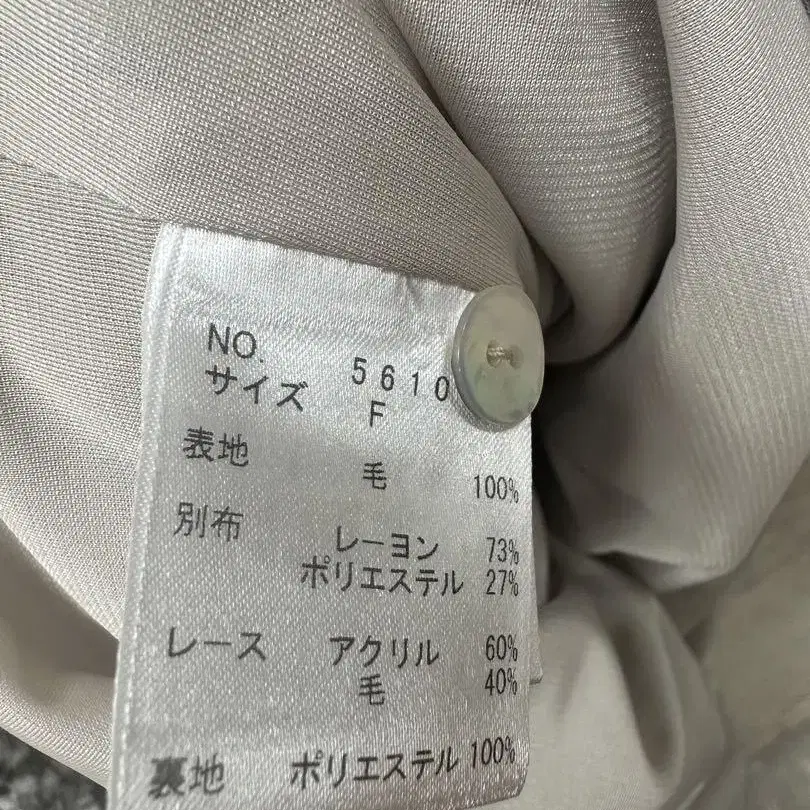 NO. 5610
サイズ F
表地 毛 100%
別布 レーヨン 73%
ポリエステル 27%
レース アクリル 60%
毛 40%
裏地 ポリエステル 100%